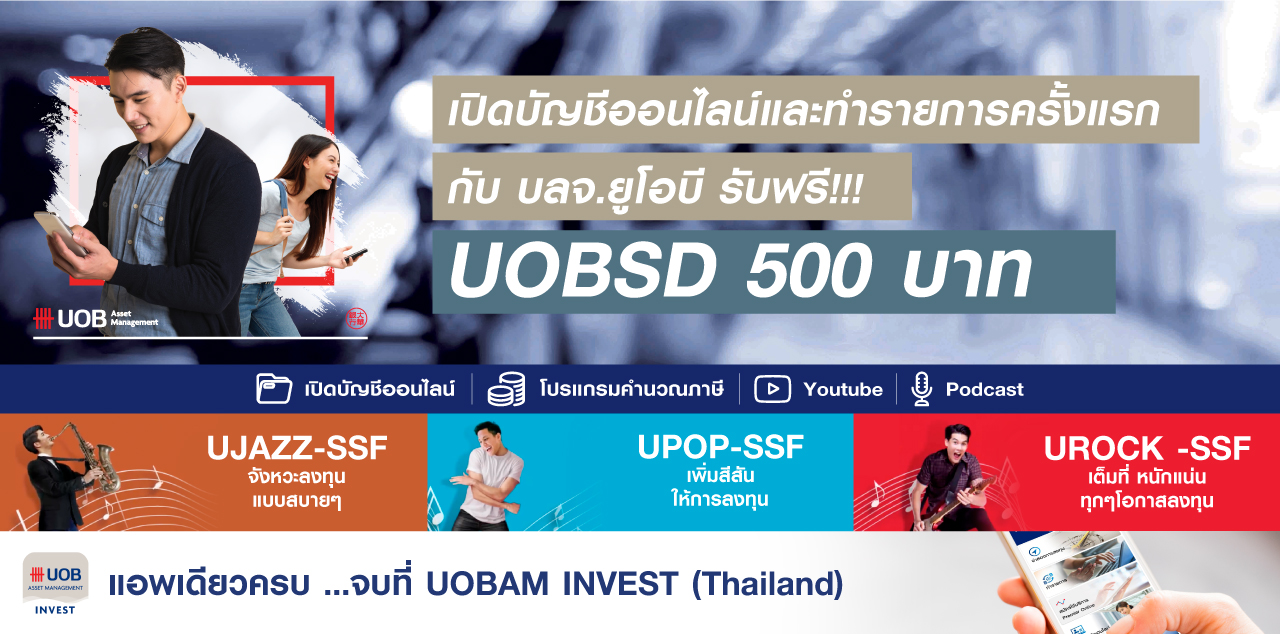 เปิดบัญชีออนไลน์และทำรายการครั้งแรก
กับ บลจ.ยูโอบี รับฟรี!!!
UOBSD 500 บาท
UOB Asset Management
เปิดบัญชีออนไลน์
โปรแกรมคำนวณภาษี
Youtube
Podcast
UJAZZ-SSF
จังหวะลงทุน
แบบสบายๆ
UPOP-SSF
เพิ่มสีสัน
ให้การลงทุน
UROCK -SSF
เต็มที่ หนักแน่น
ทุกๆโอกาสลงทุน
UOB
ASSET MANAGEMENT
INVEST
แอพเดียวครบ ...จบที่ UOBAM INVEST (Thailand)